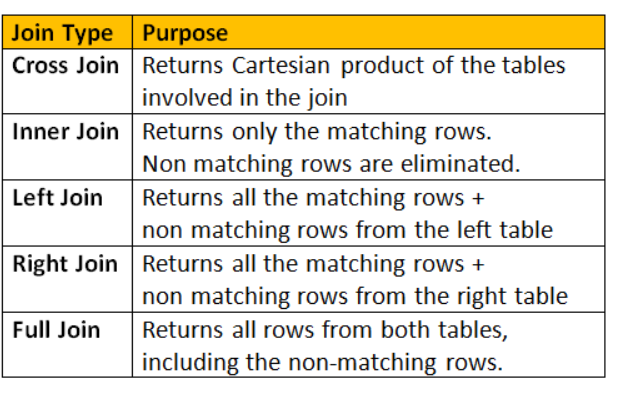 Join Type Purpose
Cross Join Returns Cartesian product of the tables
involved in the join
Inner Join Returns only the matching rows.
Non matching rows are eliminated.
Left Join Returns all the matching rows +
non matching rows from the left table
Right Join Returns all the matching rows +
non matching rows from the right table
Full Join Returns all rows from both tables,
including the non-matching rows.